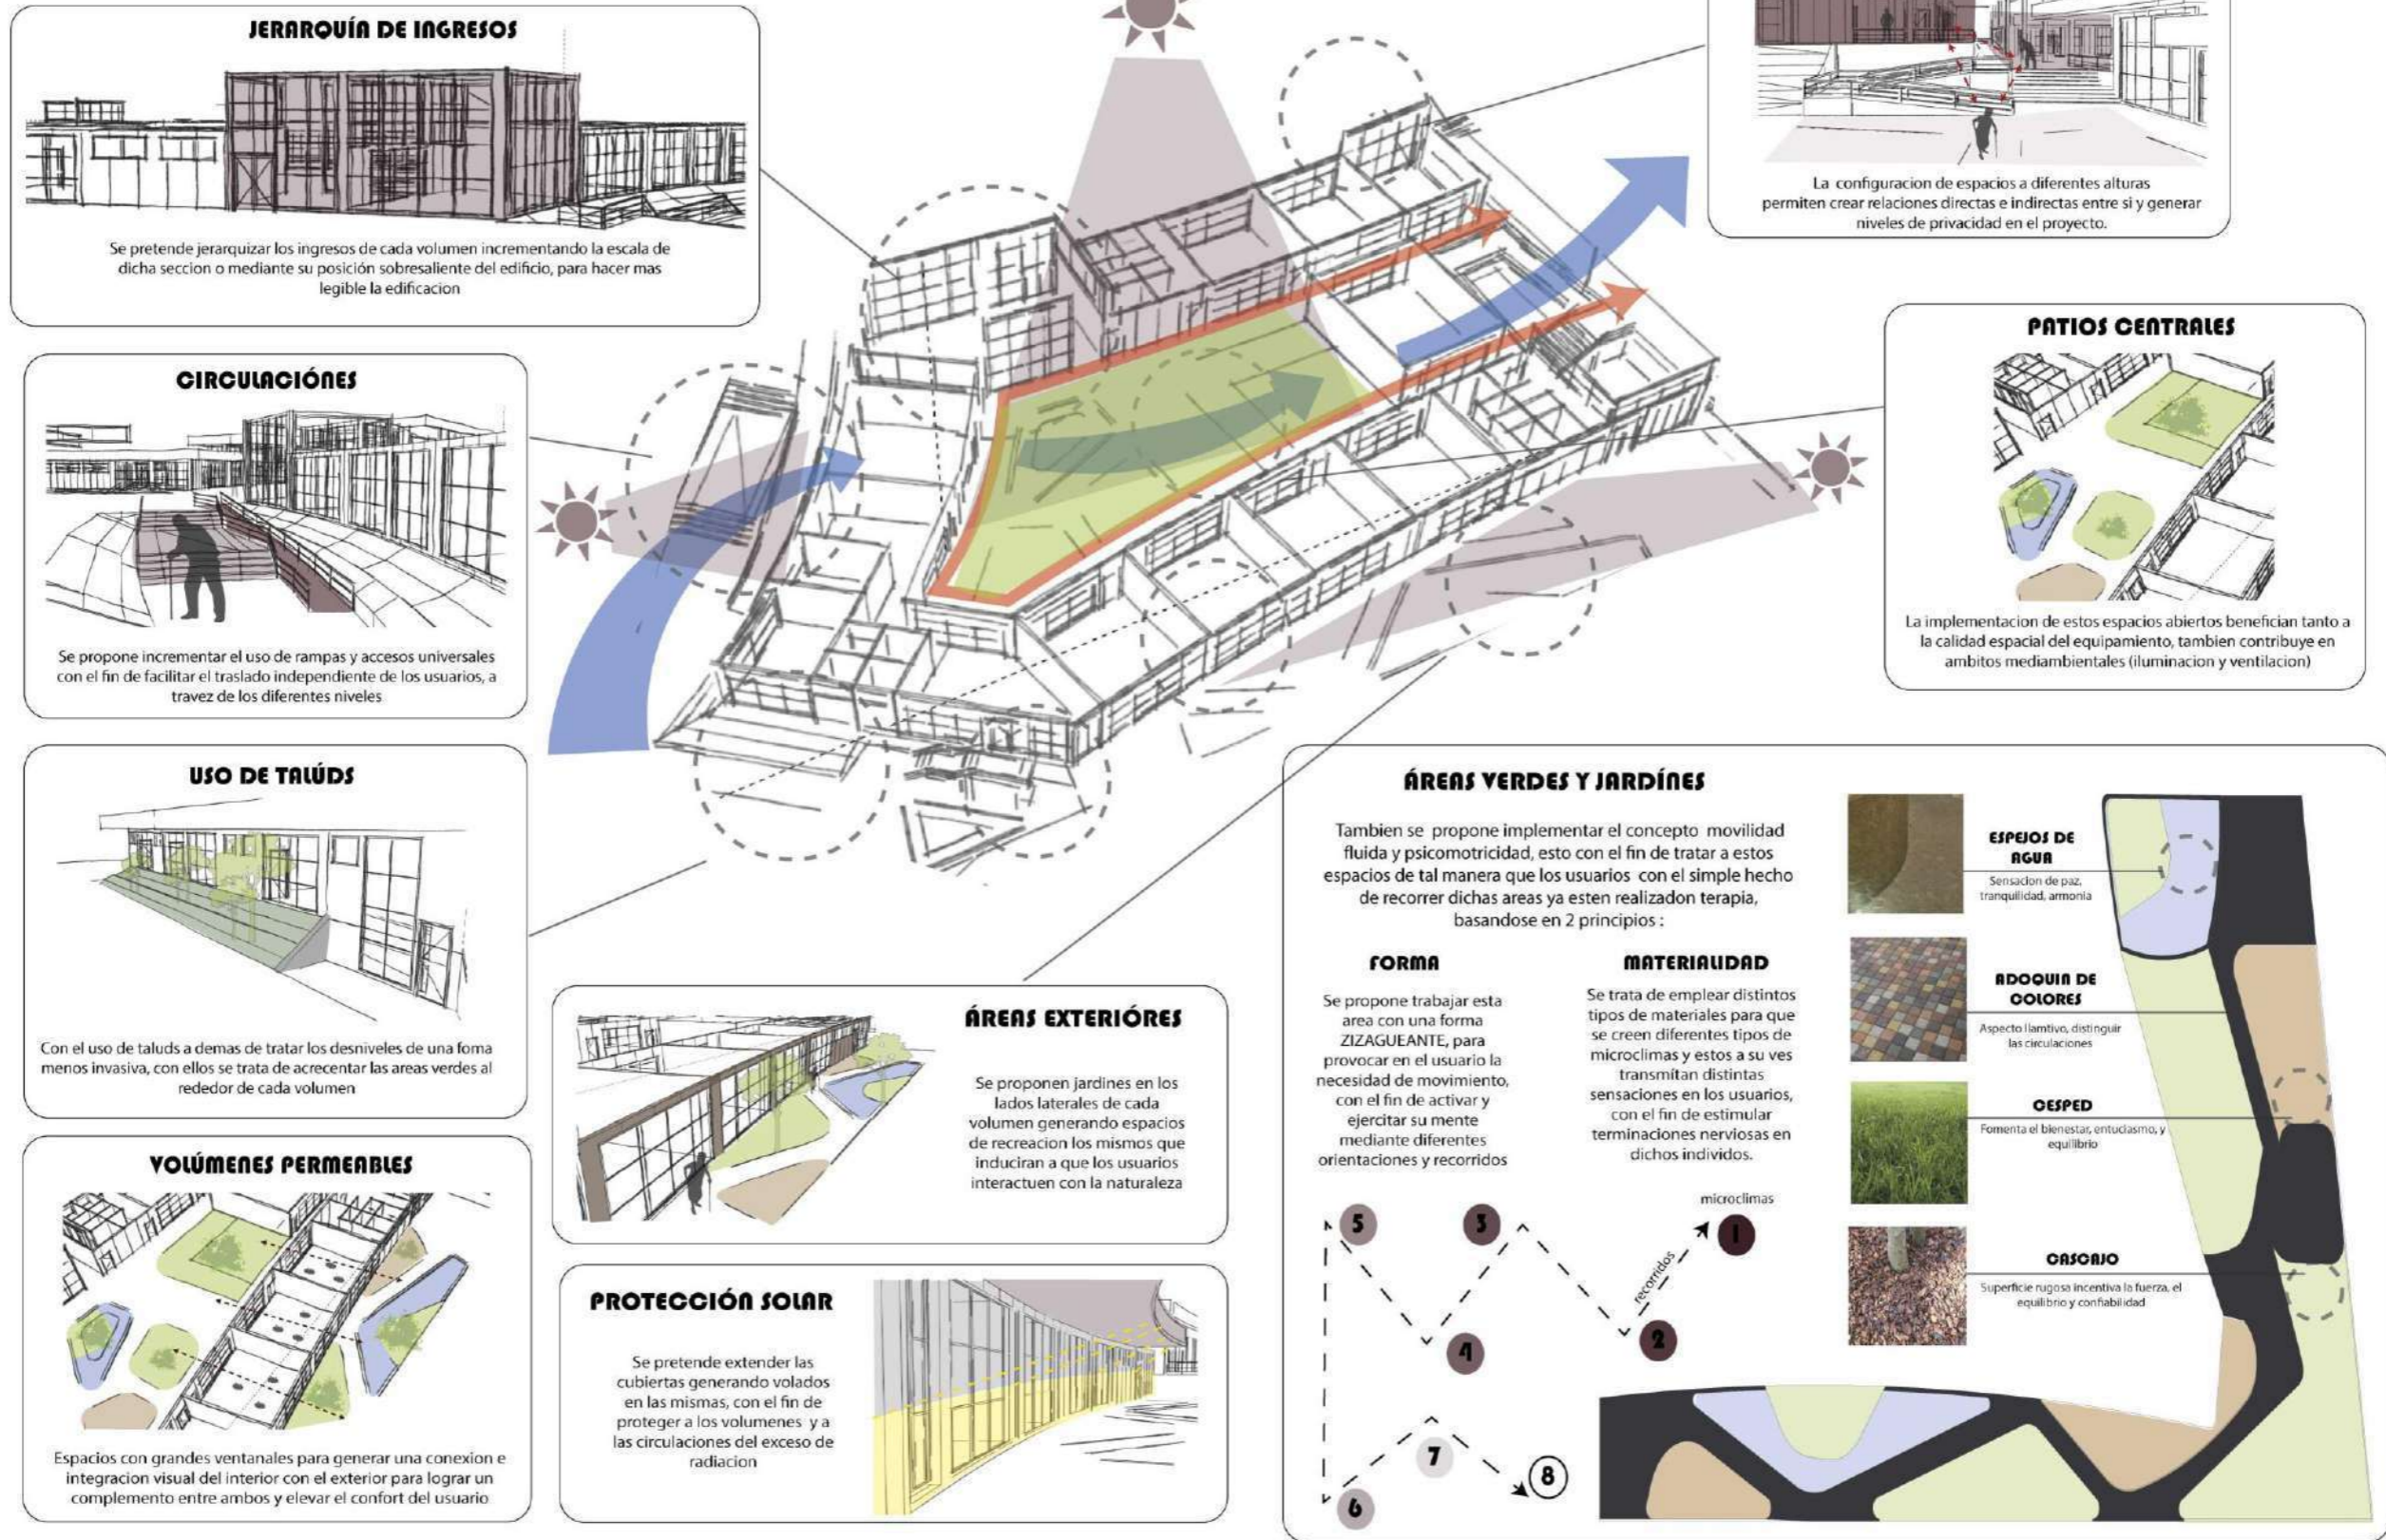 JERARQUÍA DE INGRESOS
Se pretende jerarquizar los ingresos de cada volumen incrementando la escala de
dicha seccion o mediante su posición sobresaliente del edificio, para hacer mas
legible la edificacion
La configuracion de espacios a diferentes alturas
permiten crear relaciones directas e indirectas entre si y generar
niveles de privacidad en el proyecto.
CIRCULACIÓNES
Se propone incrementar el uso de rampas y accesos universales
con el fin de facilitar el traslado independiente de los usuarios, a
travez de los diferentes niveles
PATIOS CENTRALES
La implementacion de estos espacios abiertos benefician tanto a
la calidad espacial del equipamiento, tambien contribuye en
ambitos mediambientales (iluminacion y ventilacion)
USO DE TALÚDS
Con el uso de taluds a demas de tratar los desniveles de una foma
menos invasiva, con ellos se trata de acrecentar las areas verdes al
rededor de cada volumen
VOLÚMENES PERMEABLES
Espacios con grandes ventanales para generar una conexion e
integracion visual del interior con el exterior para lograr un
complemento entre ambos y elevar el confort del usuario
ÁREAS EXTERIÓRES
Se proponen jardines en los
lados laterales de cada
volumen generando espacios
de recreacion los mismos que
induciran a que los usuarios
interactuen con la naturaleza
PROTECCIÓN SOLAR
Se pretende extender las
cubiertas generando volados
en las mismas, con el fin de
proteger a los volumenes y a
las circulaciones del exceso de
radiacion
ÁREAS VERDES Y JARDÍNES
Tambien se propone implementar el concepto movilidad
fluida y psicomotricidad, esto con el fin de tratar a estos
espacios de tal manera que los usuarios con el simple hecho
de recorrer dichas areas ya esten realizadon terapia,
basandose en 2 principios :
FORMA
Se propone trabajar esta
area con una forma
ZIZAGUEANTE, para
provocar en el usuario la
necesidad de movimiento,
con el fin de activar y
ejercitar su mente
mediante diferentes
orientaciones y recorridos
MATERIALIDAD
Se trata de emplear distintos
tipos de materiales para que
se creen diferentes tipos de
microclimas y estos a su ves
transmítan distintas
sensaciones en los usuarios,
con el fin de estimular
terminaciones nerviosas en
dichos individos.
microclimas
recorridos
5
3
1
4
2
7
8
6
ESPEJOS DE
AGUA
Sensacion de paz,
tranquilidad, armonia
ADOQUIN DE
COLORES
Aspecto llamtivo, distinguir
las circulaciones
CESPED
Fomenta el bienestar, entuciasmo, y
equilibrio
CASCAJO
Superficie rugosa incentiva la fuerza, el
equilibrio y confiabilidad